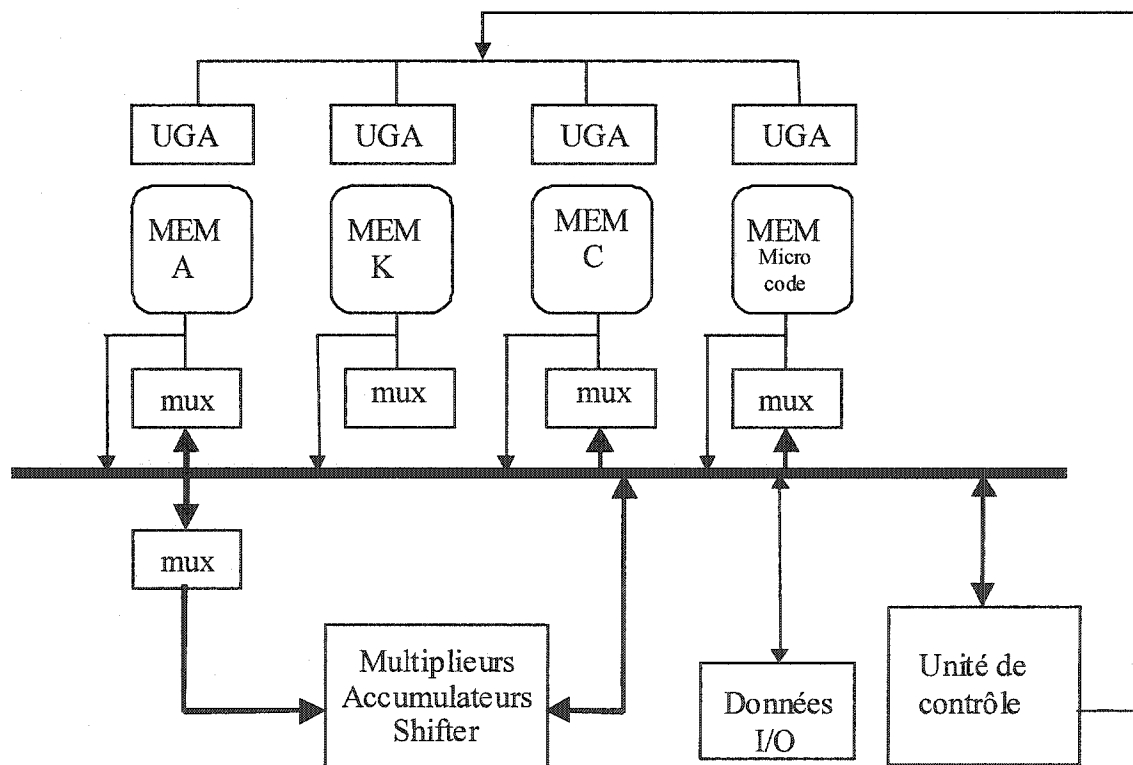 UGA
UGA
UGA
UGA
MEM
A
MEM
K
MEM
C
MEM
Micro
code
mux
mux
mux
mux
mux
Multiplieurs
Accumulateurs
Shifter
Données
I/O
Unité de
contrôle